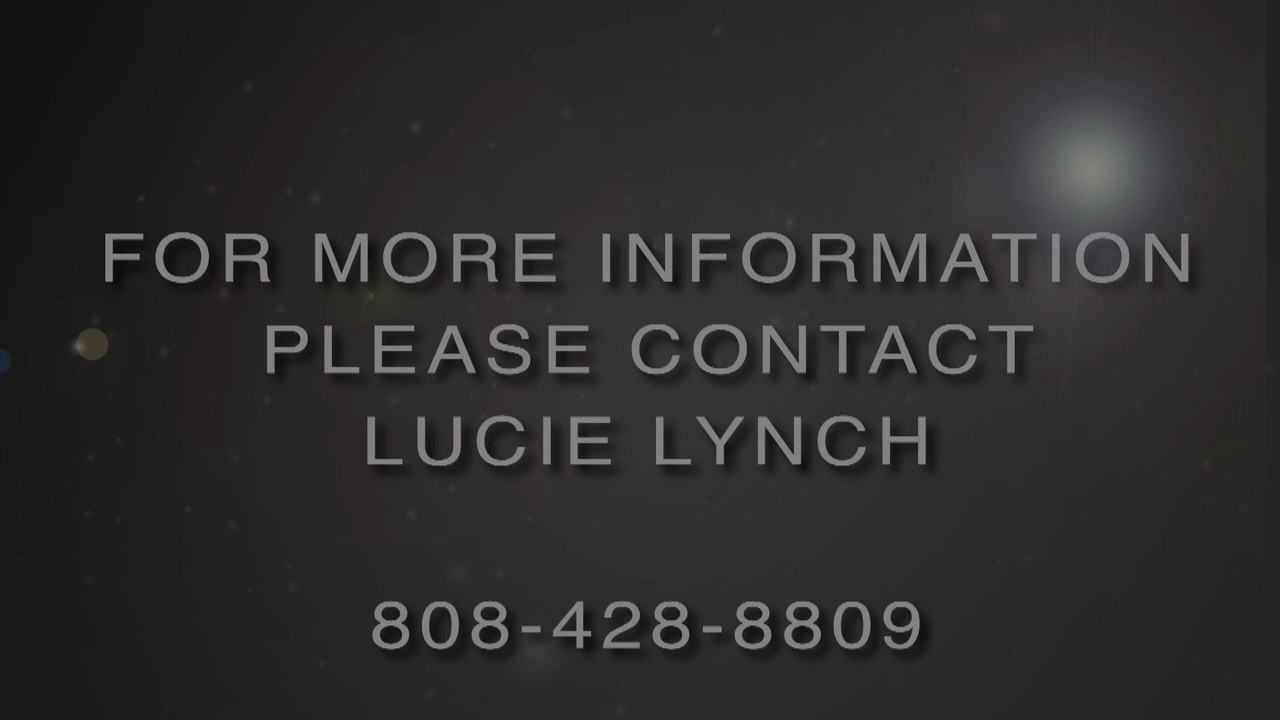 FOR MORE INFORMATION
PLEASE CONTACT
LUCIE LYNCH
808-428-8809